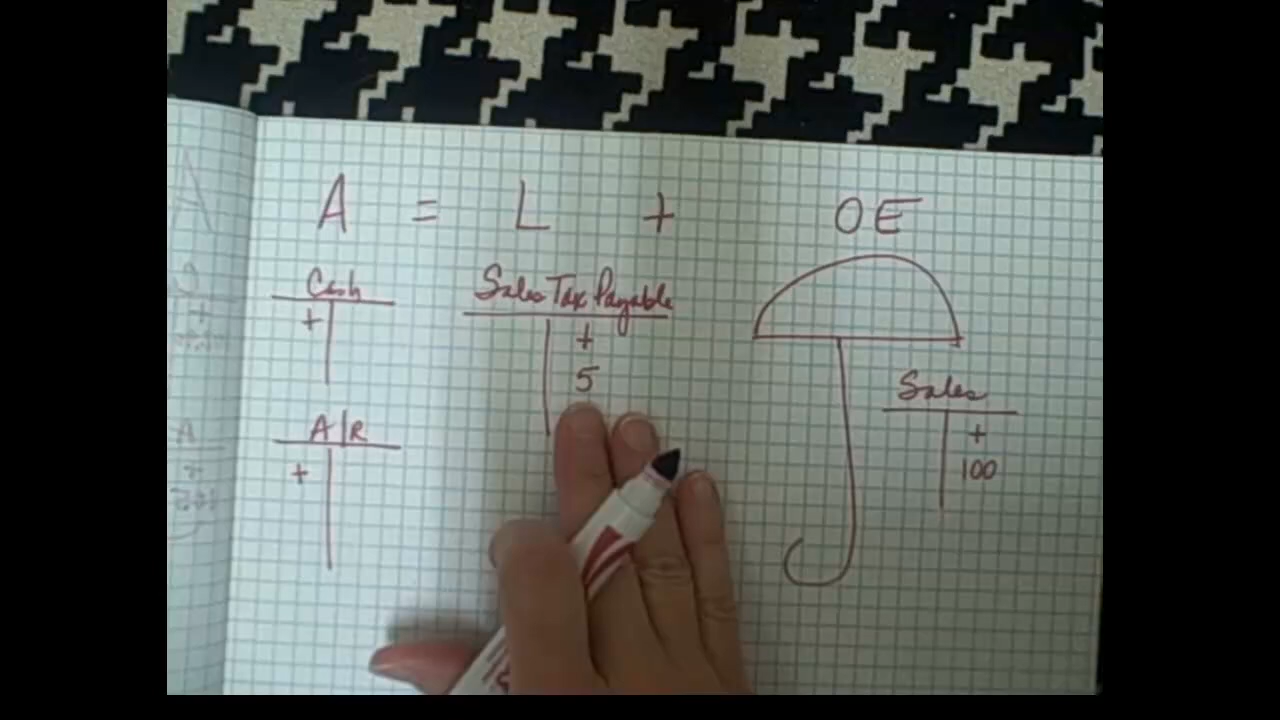 A = L + OE
Cash
+
Sales Tax Payable
+
5
Sales
+
100
A/R
+